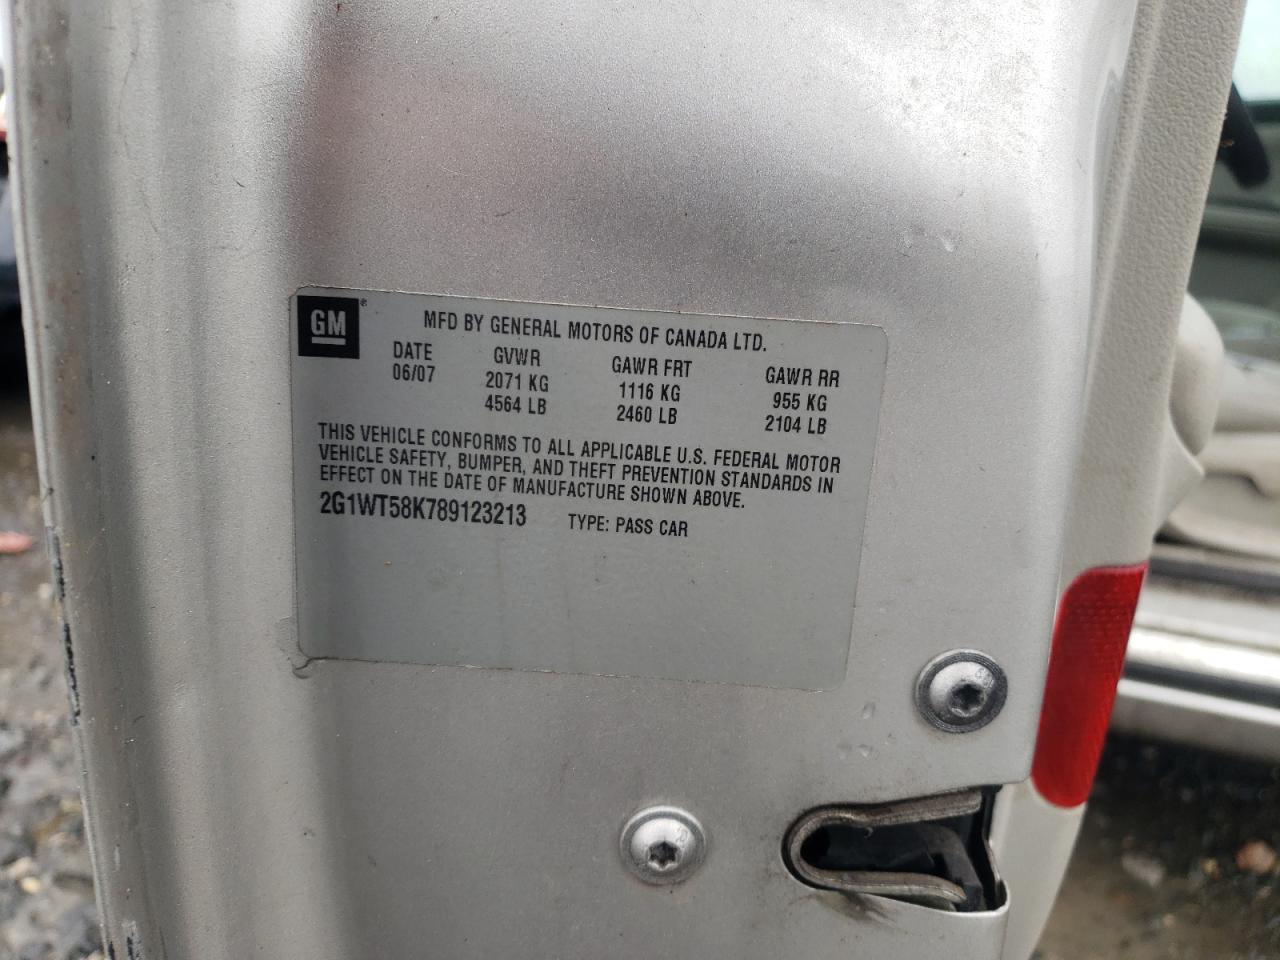 GM®
MFD BY GENERAL MOTORS OF CANADA LTD.
DATE GVWR GAWR FRT GAWR RR
06/07 2071 KG 1116 KG 955 KG
4564 LB 2460 LB 2104 LB
THIS VEHICLE CONFORMS TO ALL APPLICABLE U.S. FEDERAL MOTOR
VEHICLE SAFETY, BUMPER, AND THEFT PREVENTION STANDARDS IN
EFFECT ON THE DATE OF MANUFACTURE SHOWN ABOVE.
2G1WT58K789123213 TYPE: PASS CAR